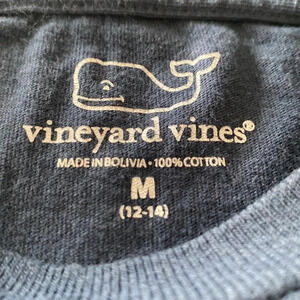 vineyard vines®
MADE IN BOLIVIA • 100% COTTON
M
(12-14)